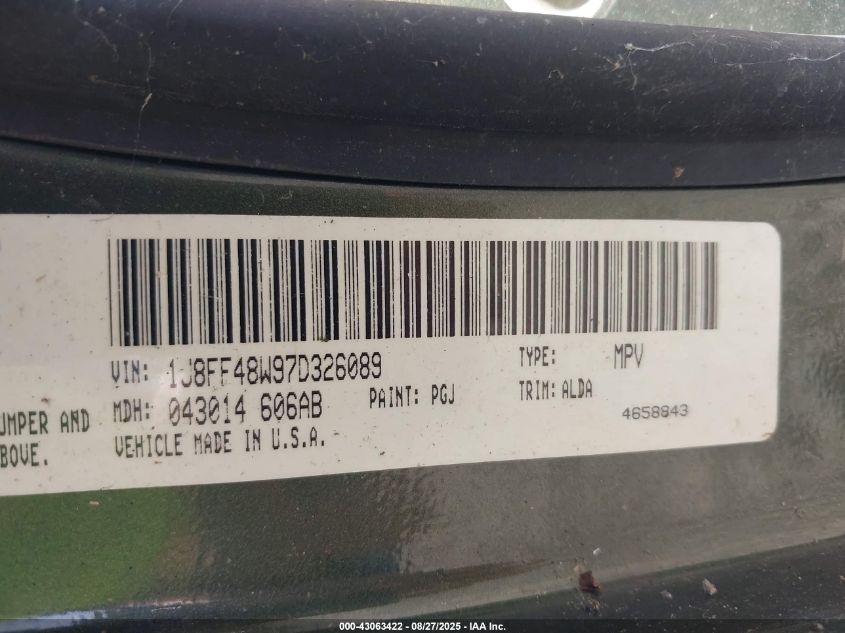 VIN: 1J8FF48W97D326089
TYPE: MPV
MDH: 043014 606AB
PAINT: PGJ
TRIM: ALDA
UMPER AND
VEHICLE MADE IN U.S.A.
4658843
BOVE.
000-43063422 - 08/27/2025 - IAA Inc.